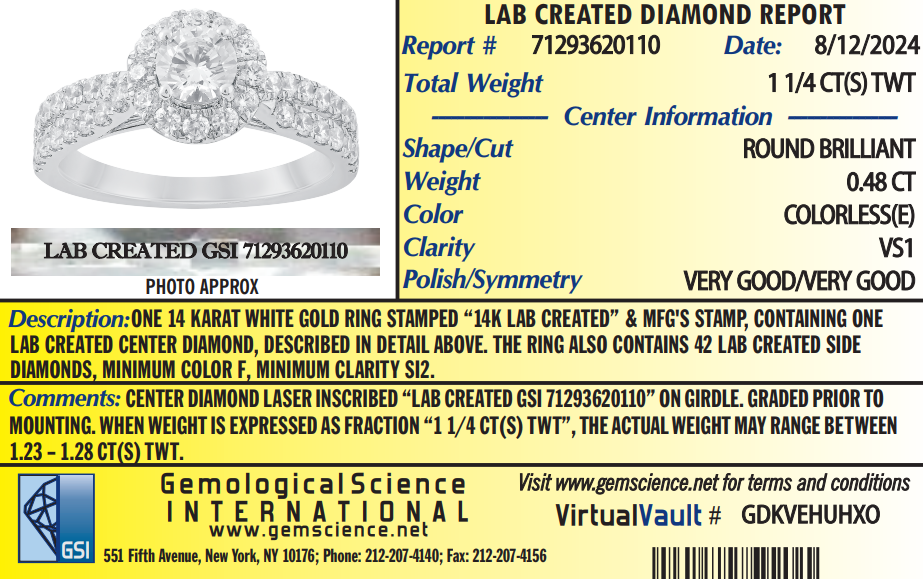 LAB CREATED DIAMOND REPORT
Report # 71293620110 Date: 8/12/2024
Total Weight 1 1/4 CT(S) TWT
Center Information
Shape/Cut ROUND BRILLIANT
Weight 0.48 CT
Color COLORLESS(E)
Clarity VS1
Polish/Symmetry VERY GOOD/VERY GOOD
LAB CREATED GSI 71293620110
PHOTO APPROX
Description: ONE 14 KARAT WHITE GOLD RING STAMPED “14K LAB CREATED” & MFG'S STAMP, CONTAINING ONE
LAB CREATED CENTER DIAMOND, DESCRIBED IN DETAIL ABOVE. THE RING ALSO CONTAINS 42 LAB CREATED SIDE
DIAMONDS, MINIMUM COLOR F, MINIMUM CLARITY SI2.
Comments: CENTER DIAMOND LASER INSCRIBED “LAB CREATED GSI 71293620110” ON GIRDLE. GRADED PRIOR TO
MOUNTING. WHEN WEIGHT IS EXPRESSED AS FRACTION “1 1/4 CT(S) TWT”, THE ACTUAL WEIGHT MAY RANGE BETWEEN
1.23 – 1.28 CT(S) TWT.
GSI
GemologicalScience
INTERNATIONAL
www.gemscience.net
551 Fifth Avenue, New York, NY 10176; Phone: 212-207-4140; Fax: 212-207-4156
Visit www.gemscience.net for terms and conditions
VirtualVault # GDKVEHUHXO